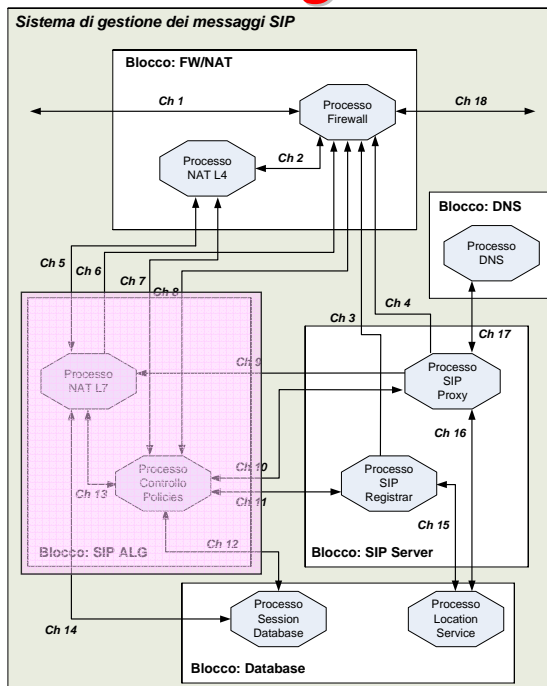 Sistema di gestione dei messaggi SIP
Blocco: FW/NAT
Ch 1
Processo
Firewall
Ch 18
Ch 2
Processo
NAT L4
Blocco: DNS
Processo
DNS
Ch 5
Ch 6
Ch 7
Ch 8
Ch 4
Ch 3
Ch 17
Ch 9
Processo
NAT L7
Processo
SIP
Proxy
Ch 16
Processo
Controllo
Policies
Ch 10
Ch 13
Ch 11
Processo
SIP
Registrar
Ch 15
Ch 12
Blocco: SIP ALG
Blocco: SIP Server
Ch 14
Processo
Session
Database
Processo
Location
Service
Blocco: Database